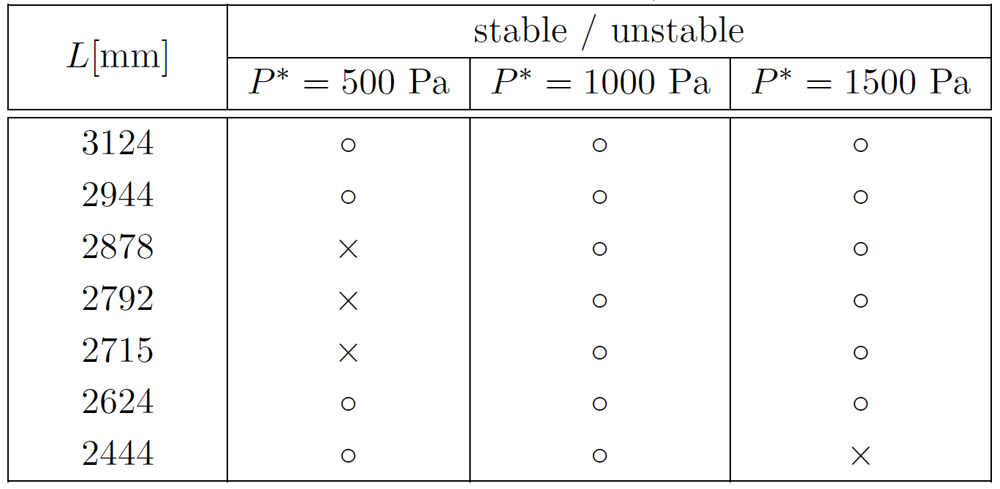 L[mm] stable / unstable
P* = 500 Pa P* = 1000 Pa P* = 1500 Pa
3124 ○ ○ ○
2944 ○ ○ ○
2878 × ○ ○
2792 × ○ ○
2715 × ○ ○
2624 ○ ○ ○
2444 ○ ○ ×